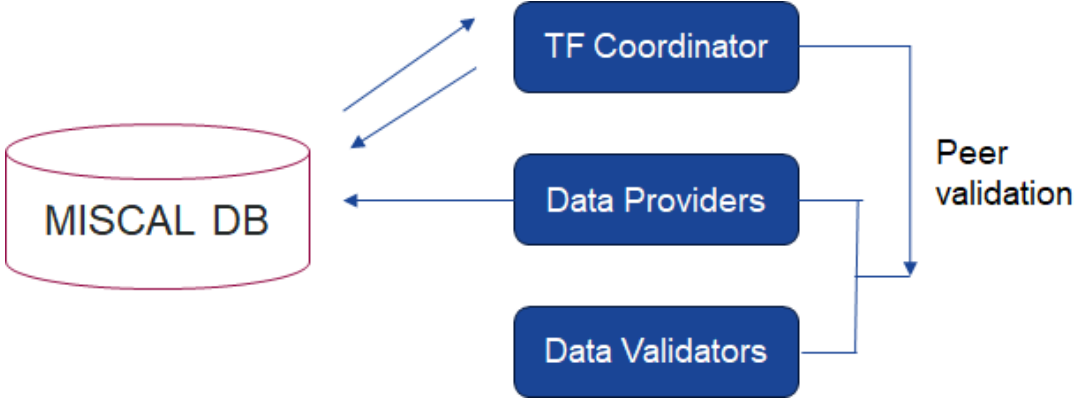 TF Coordinator
Peer
validation
Data Providers
MISCAL DB
Data Validators